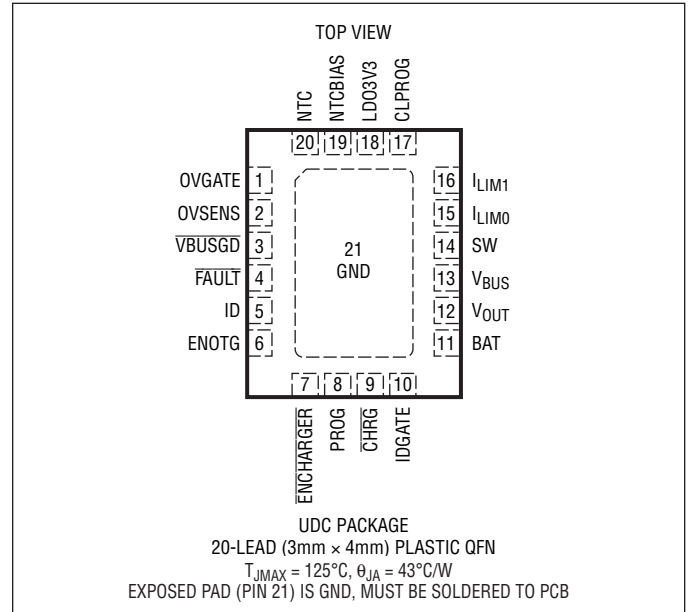 TOP VIEW
NTC
NTCBIAS
LDO3V3
CLPROG
20 19 18 17
OVGATE 1
OVSENS 2
VBUSGD 3
FAULT 4
ID 5
ENOTG 6
21
GND
16 ILIM1
15 ILIM0
14 SW
13 VBUS
12 VOUT
11 BAT
7 8 9 10
ENCHARGER
PROG
CHRG
IDGATE
UDC PACKAGE
20-LEAD (3mm × 4mm) PLASTIC QFN
TJMAX = 125°C, θJA = 43°C/W
EXPOSED PAD (PIN 21) IS GND, MUST BE SOLDERED TO PCB